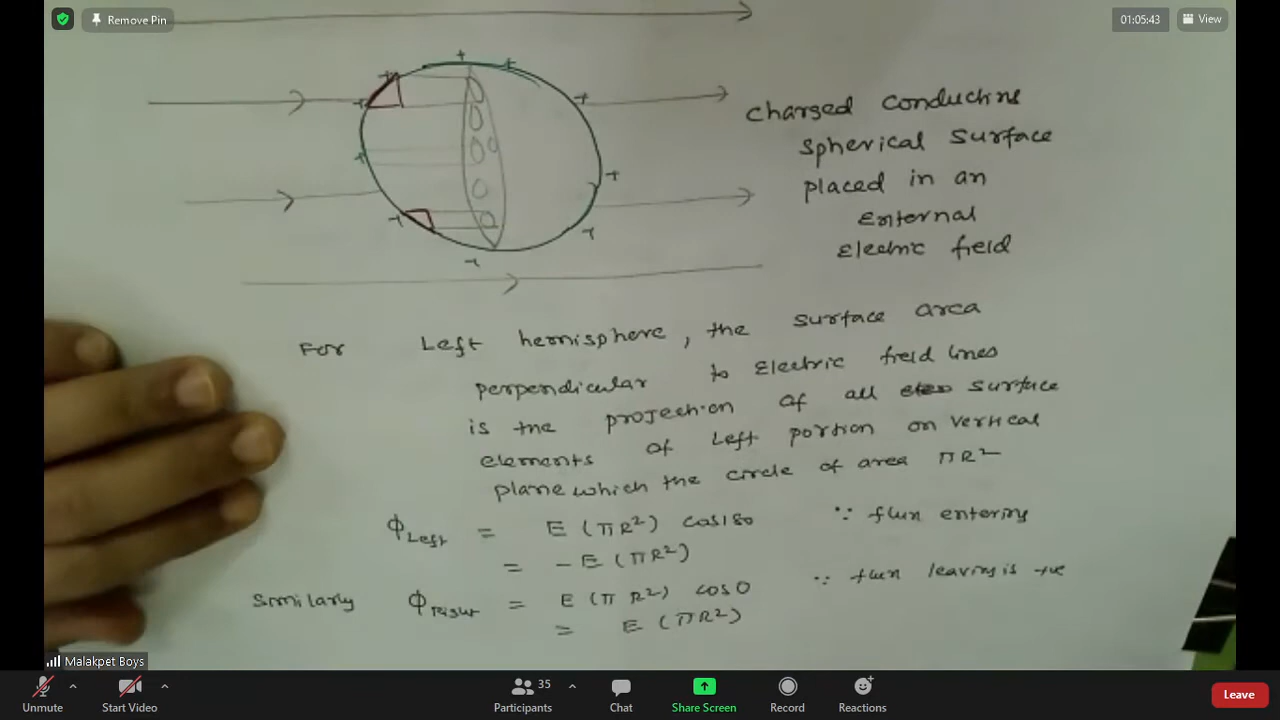 Remove Pin
01:05:43
View
+ + + + + + + + + + + +
Charged conducting
Spherical Surface
placed in an
External
Electric field
For Left hemisphere, the surface area
perpendicular to Electric field lines
is the projection of all surface
elements of Left portion on vertical
plane which the circle of area πR²
ΦLeft = E (πR²) cos180 ∵ flux entering
= -E (πR²)
Similarly ΦRight = E (πR²) cos0 ∵ flux leaving is +ve
= E (πR²)
Malakpet Boys
Unmute
Start Video
Participants
35
Chat
Share Screen
Record
Reactions
Leave